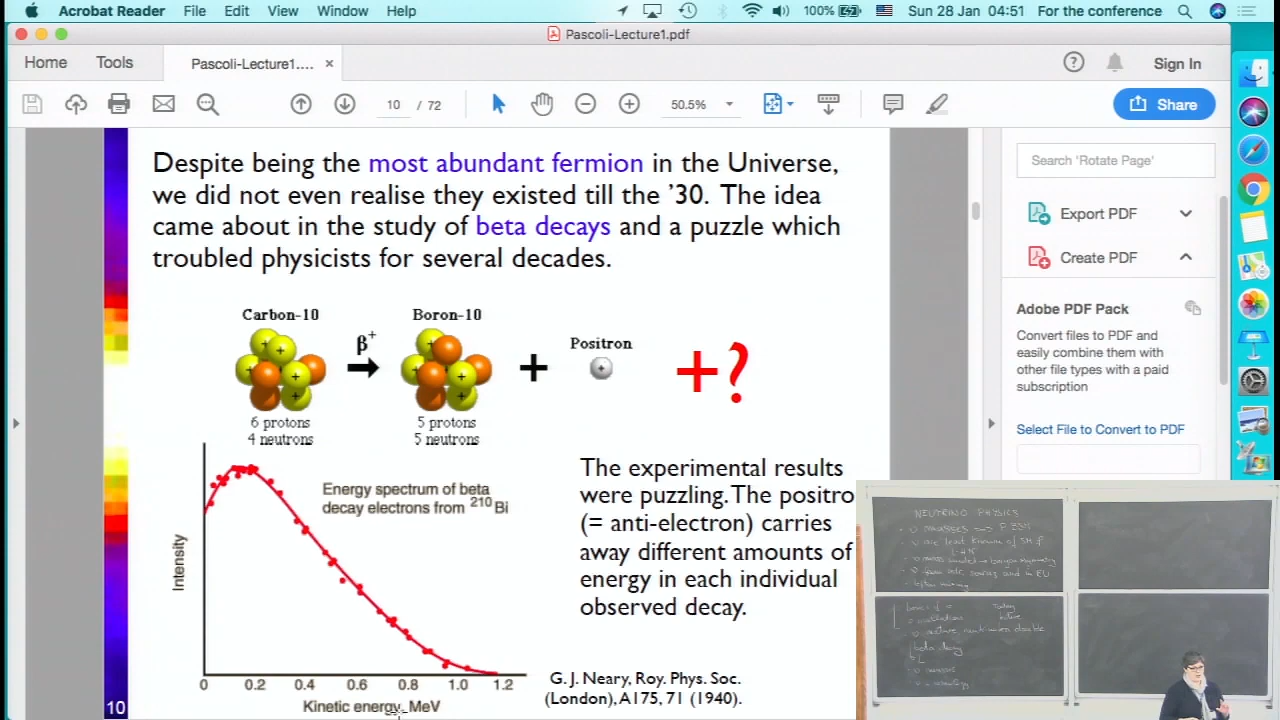 Acrobat Reader File Edit View Window Help 100% Sun 28 Jan 04:51 For the conference
Pascoli-Lecture1.pdf
Home Tools Pascoli-Lecture1.... × Sign In
10 / 72 50.5% Share
Despite being the most abundant fermion in the Universe,
we did not even realise they existed till the ’30. The idea
came about in the study of beta decays and a puzzle which
troubled physicists for several decades.
Carbon-10 β+ Boron-10 + Positron +?
6 protons 5 protons
4 neutrons 5 neutrons
Energy spectrum of beta
decay electrons from 210Bi
Intensity
0 0.2 0.4 0.6 0.8 1.0 1.2
Kinetic energy, MeV
The experimental results
were puzzling. The positro
(= anti-electron) carries
away different amounts of
energy in each individual
observed decay.
G. J. Neary, Roy. Phys. Soc.
(London), A175, 71 (1940).
10
Search 'Rotate Page'
Export PDF
Create PDF
Adobe PDF Pack
Convert files to PDF and
easily combine them with
other file types with a paid
subscription
Select File to Convert to PDF
NEUTRINO PHYSICS